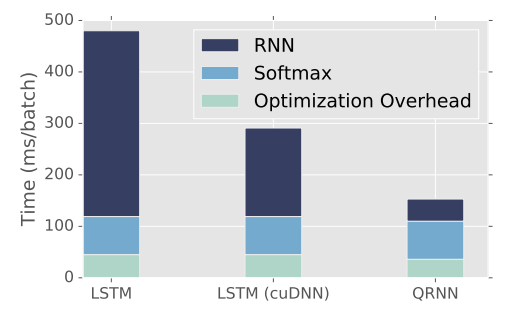 500
400
300
200
100
0
Time (ms/batch)
RNN
Softmax
Optimization Overhead
LSTM
LSTM (cuDNN)
QRNN